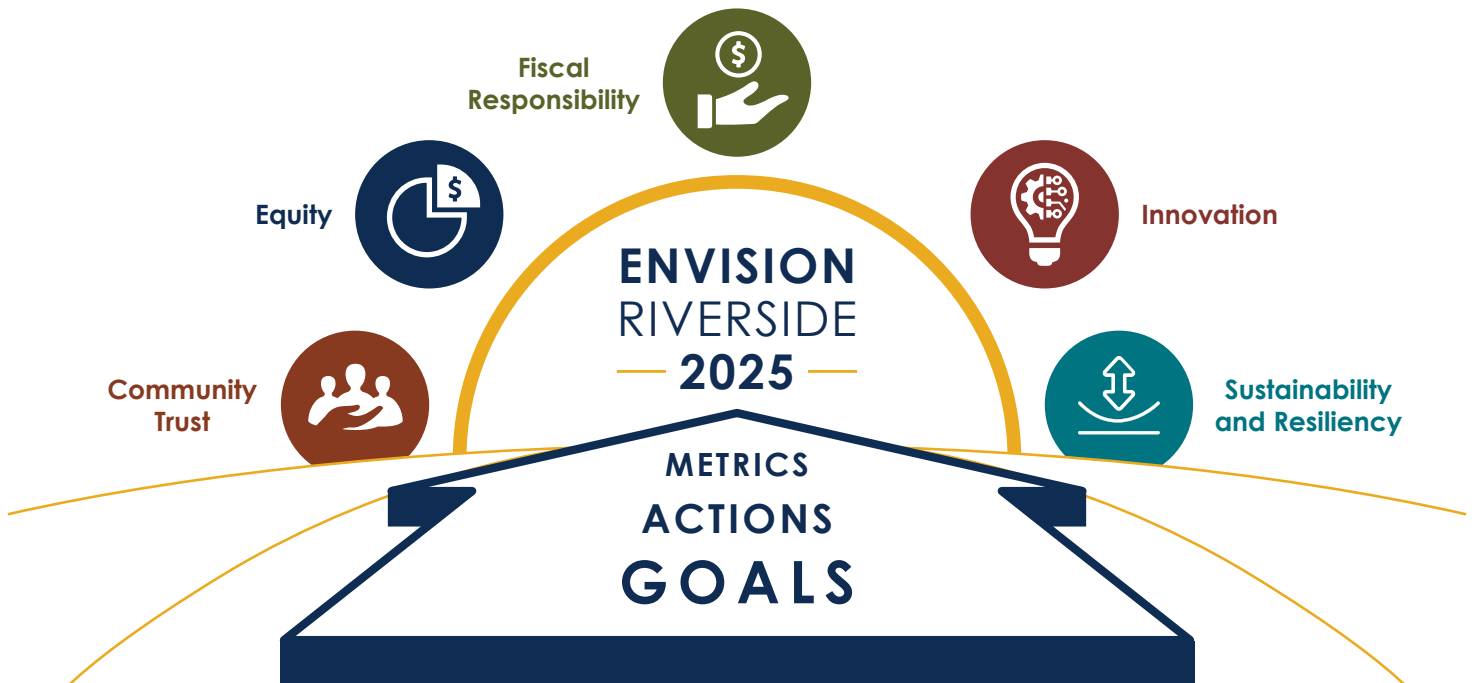 Fiscal
Responsibility
$
Equity
$
Innovation
ENVISION
RIVERSIDE
2025
Community
Trust
Sustainability
and Resiliency
METRICS
ACTIONS
GOALS